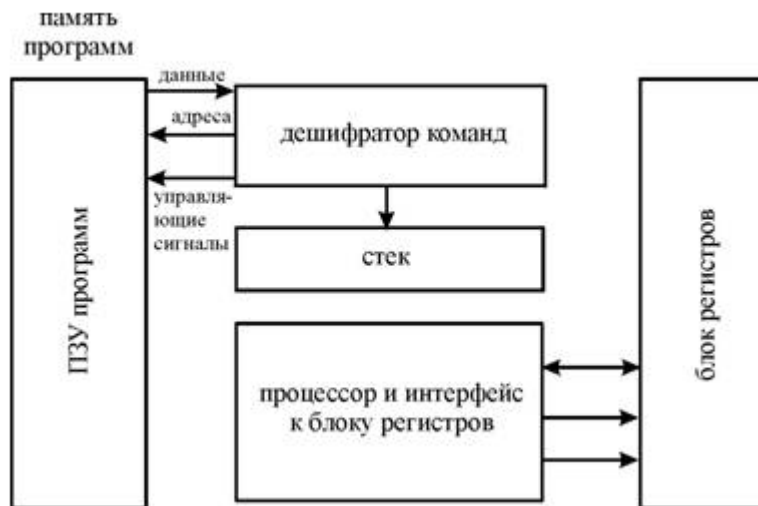 память
программ
данные
адреса
управля-
ющие
сигналы
ПЗУ программ
дешифратор команд
стек
процессор и интерфейс
к блоку регистров
блок регистров